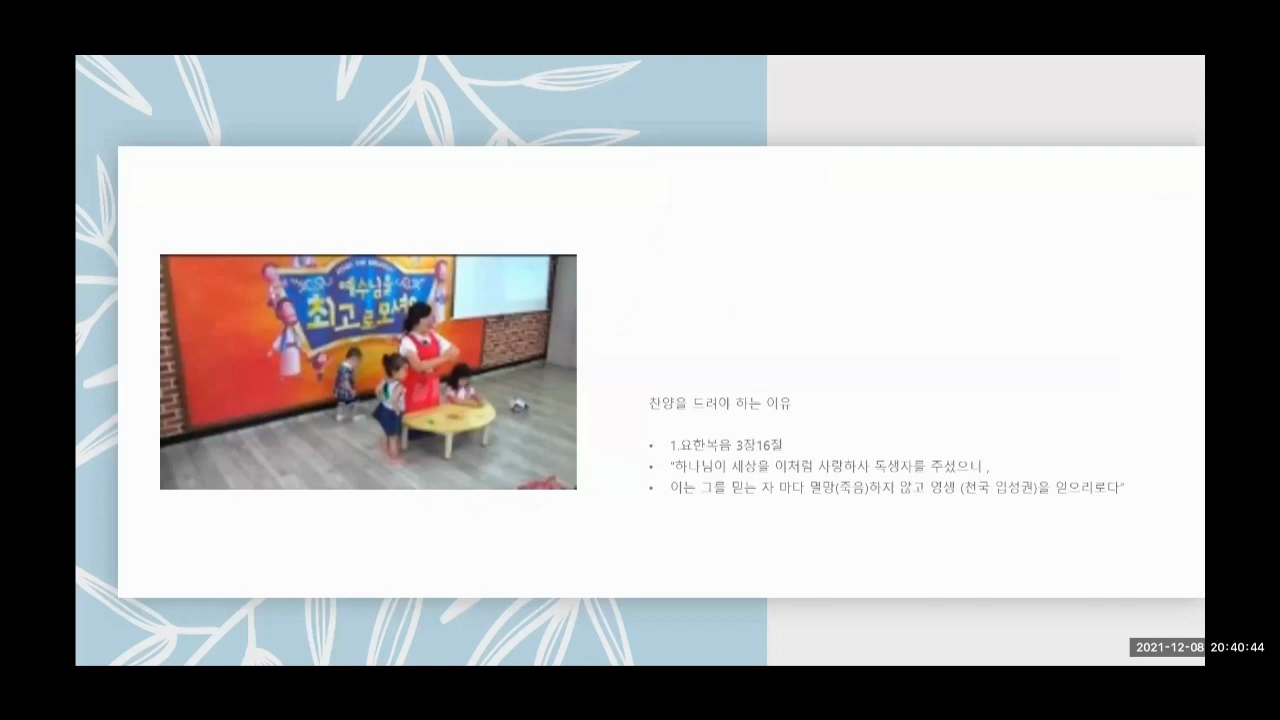 예수님을
최고로모셔요
찬양을 드려야 하는 이유
• 1.요한복음 3장16절
• "하나님이 세상을 이처럼 사랑하사 독생자를 주셨으니 ,
• 이는 그를 믿는 자 마다 멸망(죽음)하지 않고 영생 (천국 입성권)을 얻으리로다"
2021-12-08 20:40:44